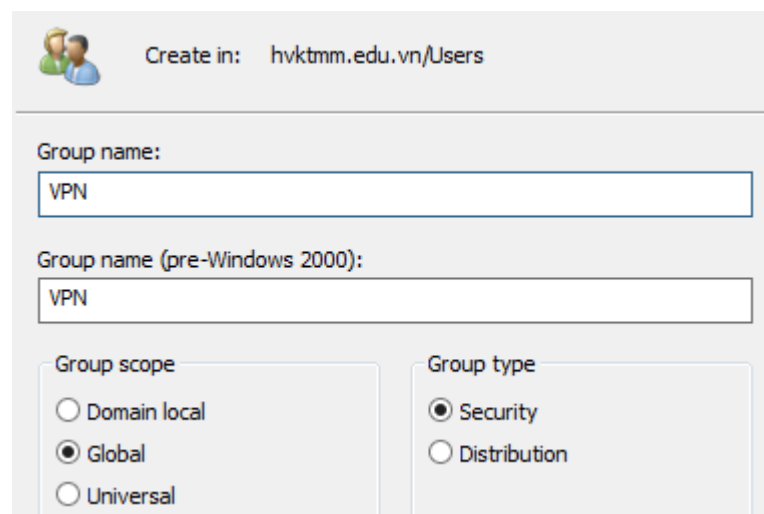 Create in: hvktmm.edu.vn/Users
Group name:
VPN
Group name (pre-Windows 2000):
VPN
Group scope
Domain local
Global
Universal
Group type
Security
Distribution